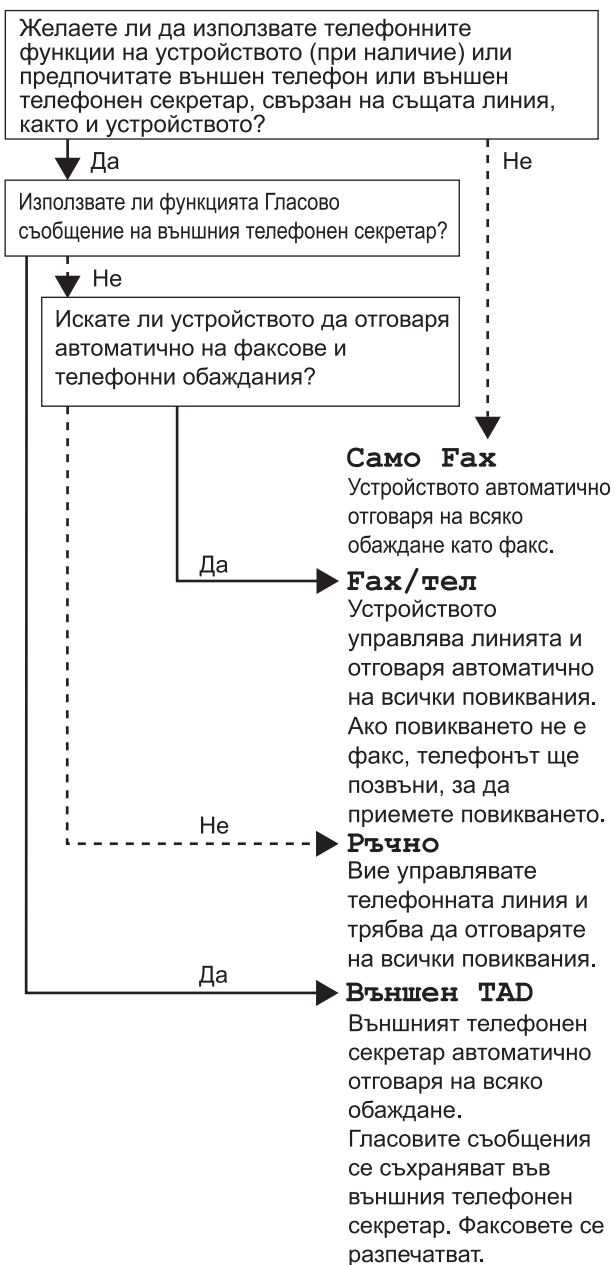 Желаете ли да използвате телефонните
функции на устройството (при наличие) или
предпочитате външен телефон или външен
телефонен секретар, свързан на същата линия,
както и устройството?
Да
Не
Използвате ли функцията Гласово
съобщение на външния телефонен секретар?
Не
Искате ли устройството да отговаря
автоматично на факсове и
телефонни обаждания?
Само Fax
Устройството автоматично
отговаря на всяко
обаждане като факс.
Да
Fax/тел
Устройството
управлява линията и
отговаря автоматично
на всички повиквания.
Ако повикването не е
факс, телефонът ще
позвъни, за да
приемете повикването.
Не
Ръчно
Вие управлявате
телефонната линия и
трябва да отговаряте
на всички повиквания.
Да
Външен TAD
Външният телефонен
секретар автоматично
отговаря на всяко
обаждане.
Гласовите съобщения
се съхраняват във
външния телефонен
секретар. Факсовете се
разпечатват.